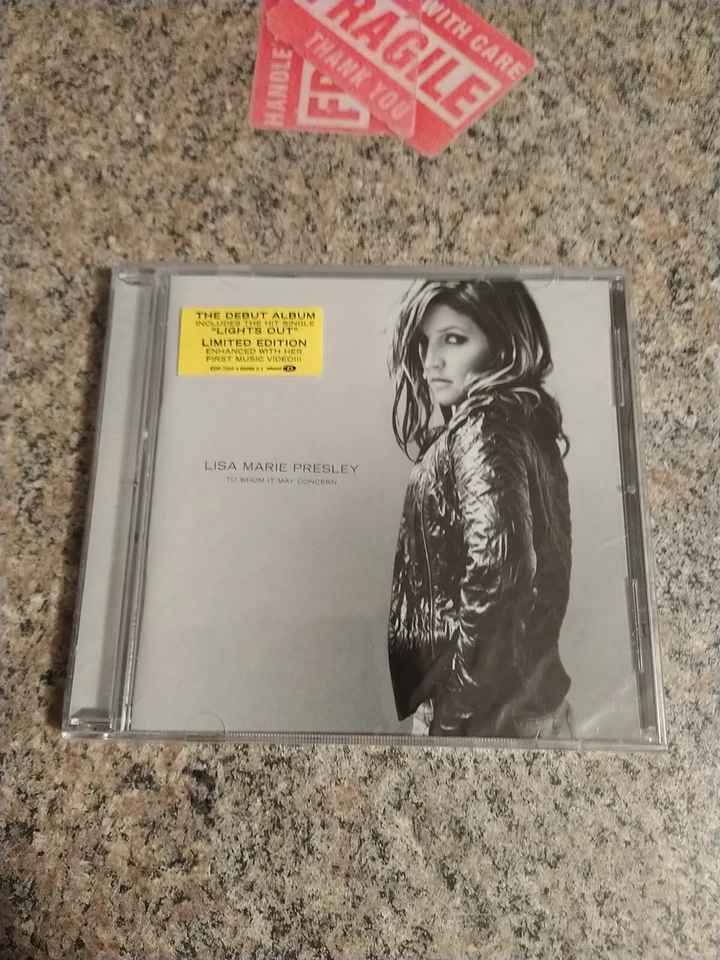 WITH CARE
FRAGILE
THANK YOU
HANDLE
THE DEBUT ALBUM
INCLUDES THE HIT SINGLE
"LIGHTS OUT"
LIMITED EDITION
ENHANCED WITH HER
FIRST MUSIC VIDEO!!!
LISA MARIE PRESLEY
TO WHOM IT MAY CONCERN